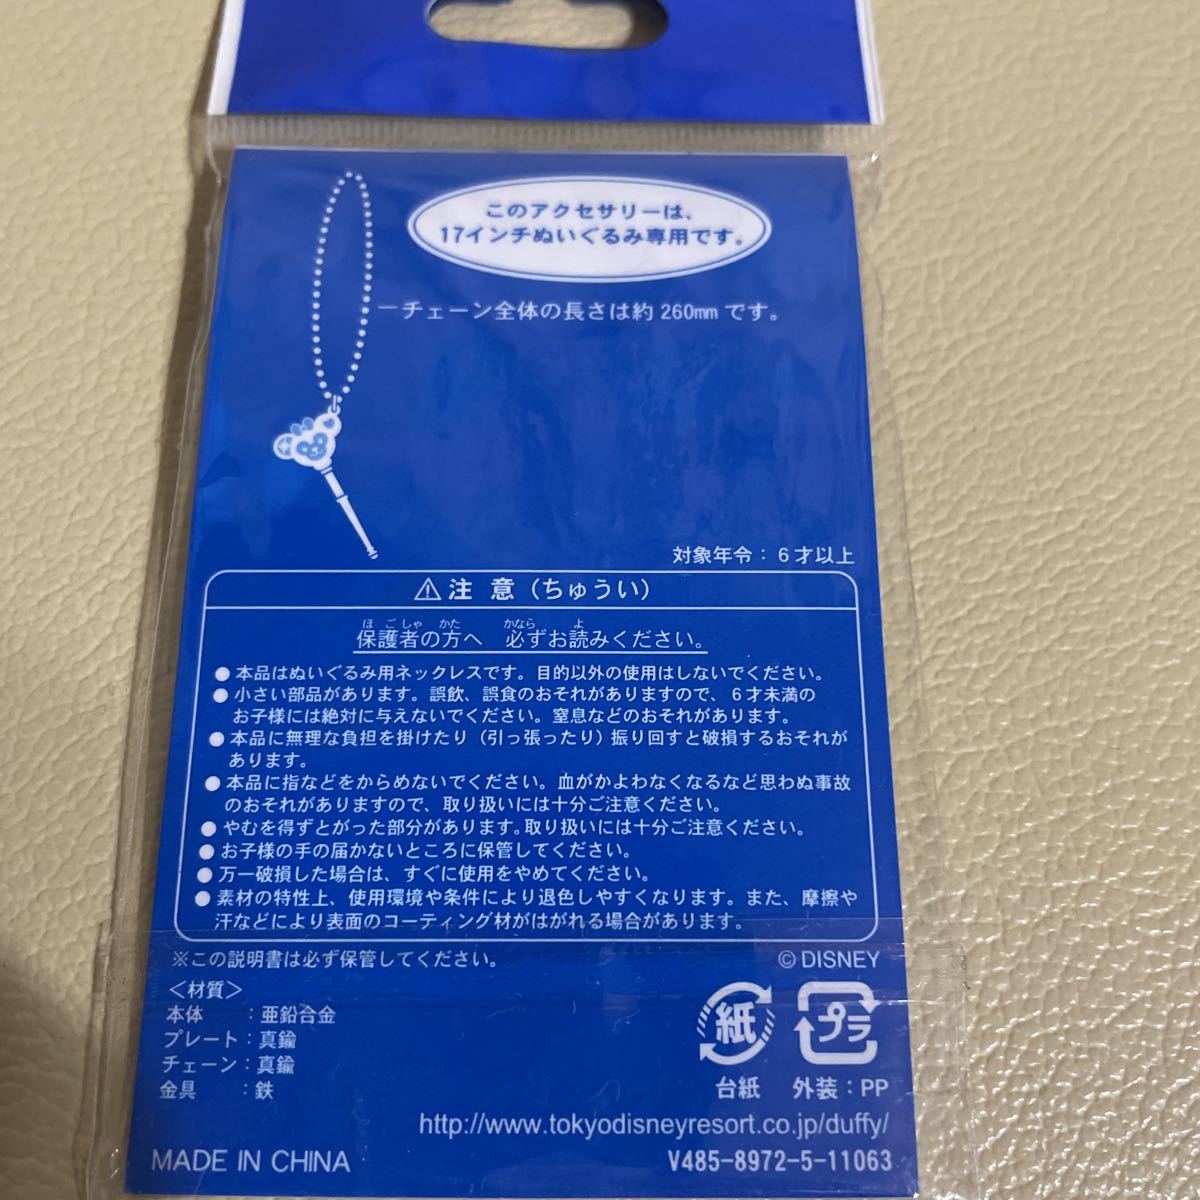 このアクセサリーは、
17インチぬいぐるみ専用です。
ーチェーン全体の長さは約 260mm です。
対象年令：6才以上
⚠注 意（ちゅうい）
ほごしゃ かた かなら よ
保護者の方へ 必ずお読みください。
●本品はぬいぐるみ用ネックレスです。目的以外の使用はしないでください。
●小さい部品があります。誤飲、誤食のおそれがありますので、6才未満の
お子様には絶対に与えないでください。窒息などのおそれがあります。
●本品に無理な負担を掛けたり（引っ張ったり）振り回すと破損するおそれが
あります。
●本品に指などをからめないでください。血がかよわなくなるなど思わぬ事故
のおそれがありますので、取り扱いには十分ご注意ください。
●やむを得ずとがった部分があります。取り扱いには十分ご注意ください。
●お子様の手の届かないところに保管してください。
●万一破損した場合は、すぐに使用をやめてください。
●素材の特性上、使用環境や条件により退色しやすくなります。また、摩擦や
汗などにより表面のコーティング材がはがれる場合があります。
※この説明書は必ず保管してください。
© DISNEY
＜材質＞
本体 ：亜鉛合金
プレート：真鍮
チェーン：真鍮
金具 ：鉄
紙 プラ
台紙 外装：PP
http://www.tokyodisneyresort.co.jp/duffy/
MADE IN CHINA
V485-8972-5-11063